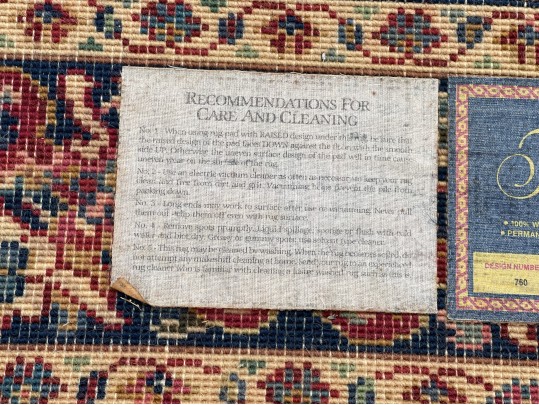 RECOMMENDATIONS FOR
CARE AND CLEANING
No. 1 - When using rug pad with RAISED design under this rug, be sure that
the raised design of the pad faces DOWN against the floor with the smooth
side UP. Otherwise the uneven surface design of the pad will in time cause
uneven wear on the surface of the rug.
No. 2 - Use an electric vacuum cleaner as often as necessary to keep your rug
clean and free from dirt and grit. Vacuuming helps prevent the pile from
packing down.
No. 3 - Long ends may work to surface after use or vacuuming. Never pull
them out - clip them off even with rug surface.
No. 4 - Remove spots promptly. Liquid spillage, sponge or flush with cold
water and blot dry. Greasy or gummy spots, use solvent type cleaner.
No. 5 - This rug may be cleaned by washing. When the rug becomes soiled, do
not attempt any makeshift cleaning at home. Send your rug to an experienced
rug cleaner who is familiar with cleaning a large sized rug such as this is.
• 100% W
• PERMAN
DESIGN NUMBE
760